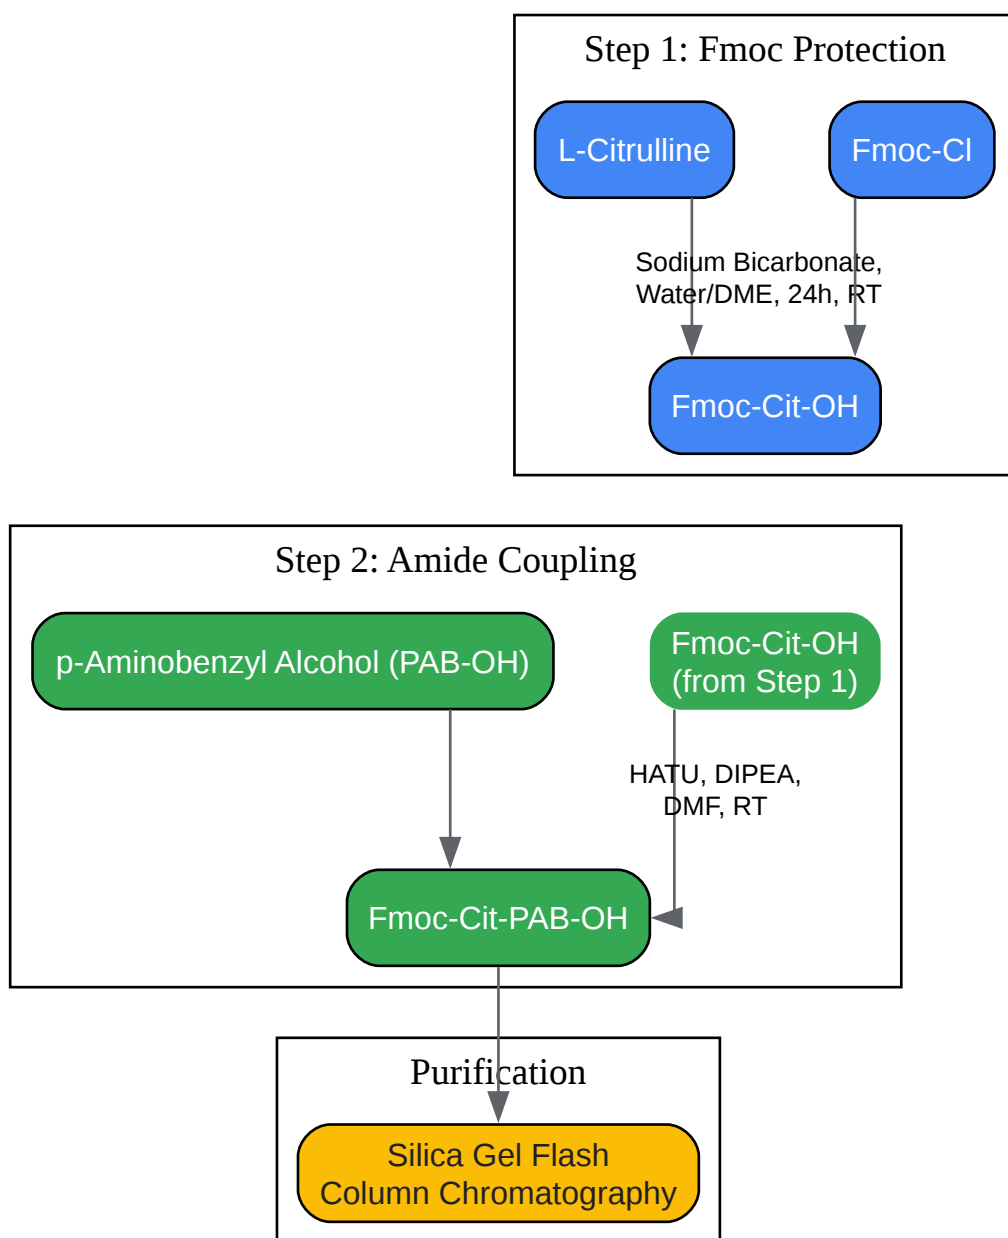 Step 1: Fmoc Protection
L-Citrulline
Fmoc-Cl
Sodium Bicarbonate,
Water/DME, 24h, RT
Fmoc-Cit-OH
Step 2: Amide Coupling
p-Aminobenzyl Alcohol (PAB-OH)
Fmoc-Cit-OH
(from Step 1)
HATU, DIPEA,
DMF, RT
Fmoc-Cit-PAB-OH
Purification
Silica Gel Flash
Column Chromatography